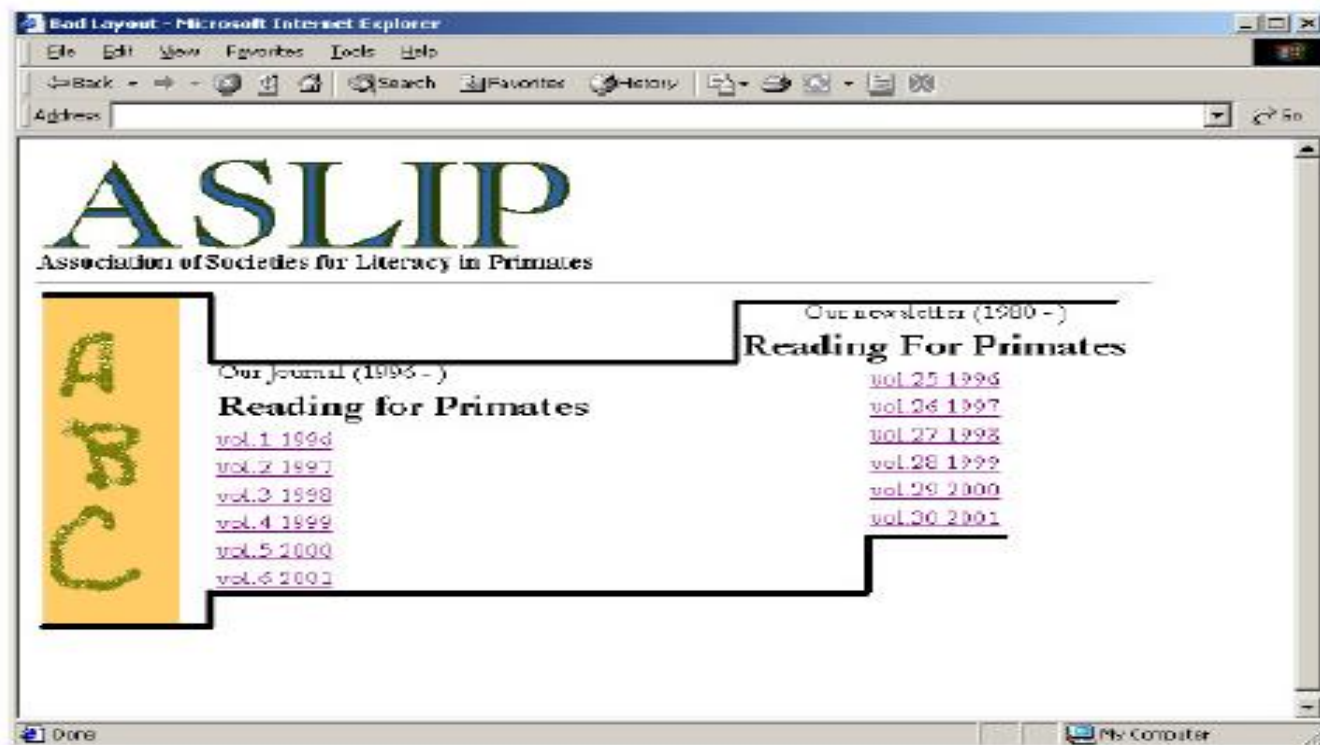 Bad Layout - Microsoft Internet Explorer
File Edit View Favorites Tools Help
Back Search Favorites History
Address Go
ASLIP
Association of Societies for Literacy in Primates
A
B
C
Our Journal (1996 - )
Reading for Primates
vol.1 1996
vol.2 1997
vol.3 1998
vol.4 1999
vol.5 2000
vol.6 2001
Our newsletter (1980 - )
Reading For Primates
vol.25 1996
vol.26 1997
vol.27 1998
vol.28 1999
vol.29 2000
vol.30 2001
Done My Computer